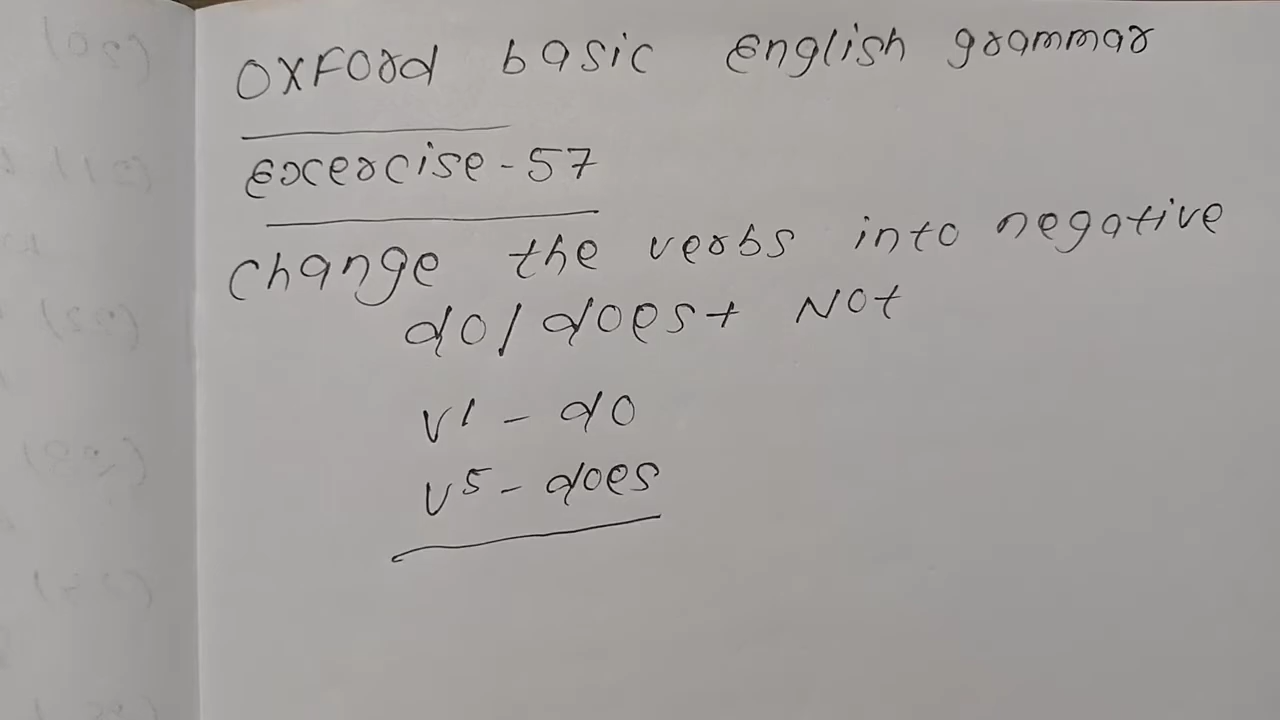 Oxford basic English grammar
Excercise-57
Change the verbs into negative
do/does+ Not
v1 - do
v5 - does